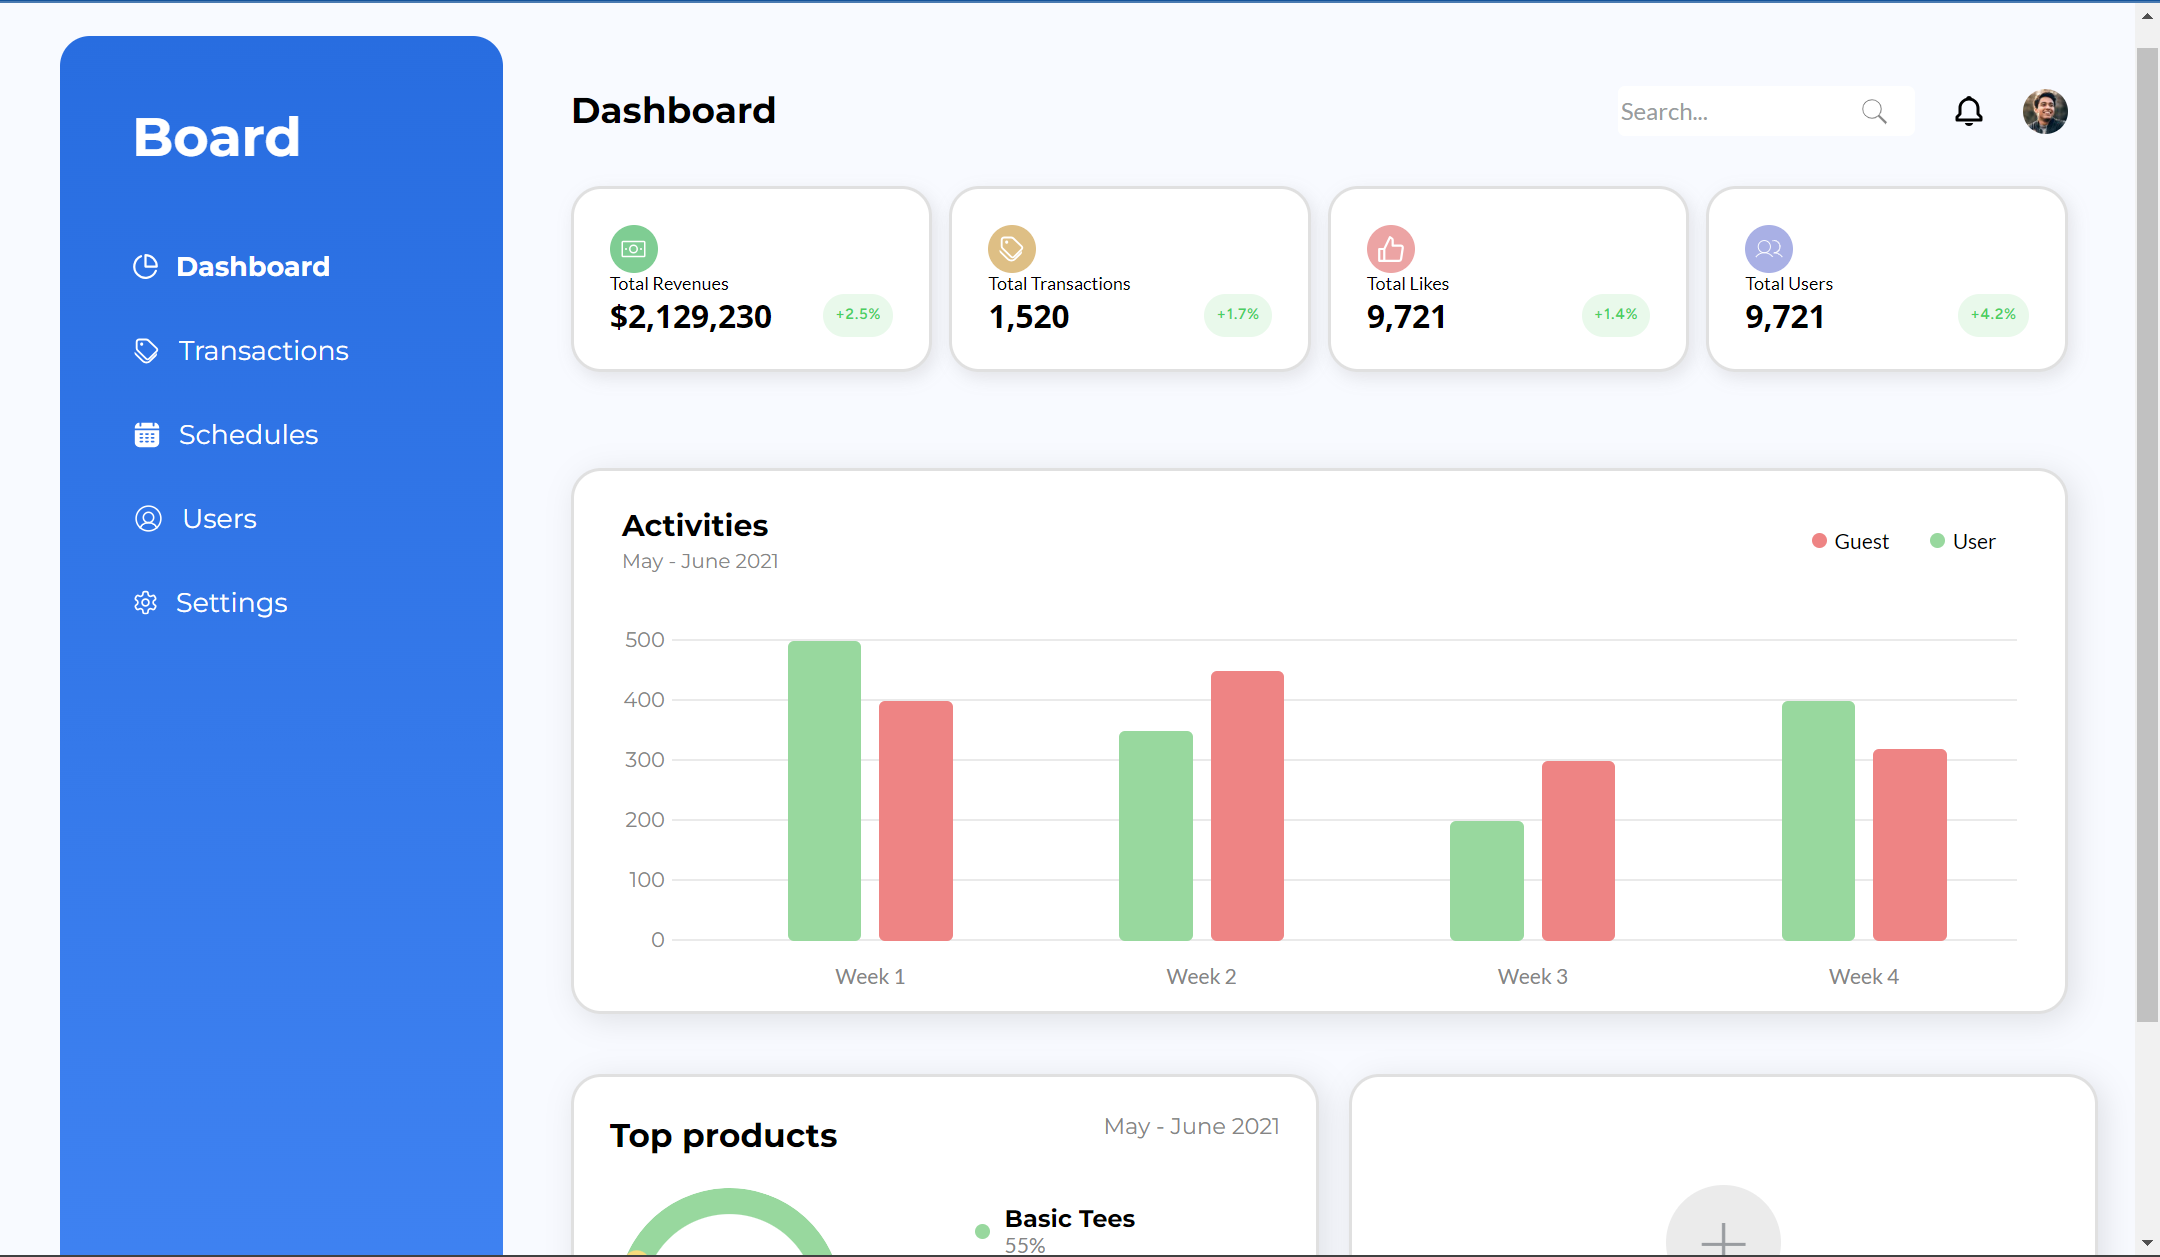 Board
Dashboard
Transactions
Schedules
Users
Settings
Dashboard
Search...
Total Revenues
$2,129,230
+2.5%
Total Transactions
1,520
+1.7%
Total Likes
9,721
+1.4%
Total Users
9,721
+4.2%
Activities
May - June 2021
Guest
User
500
400
300
200
100
0
Week 1
Week 2
Week 3
Week 4
Top products
May - June 2021
Basic Tees
55%